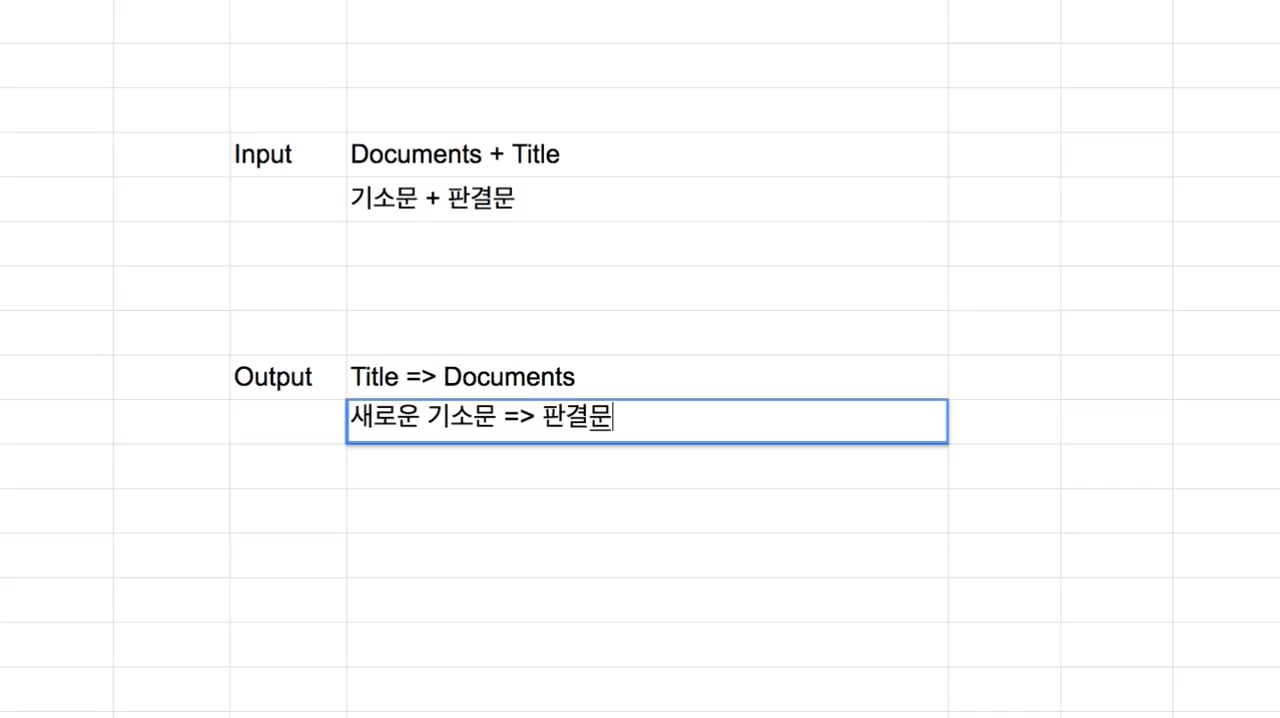 Input Documents + Title
기소문 + 판결문
Output Title => Documents
새로운 기소문 => 판결문